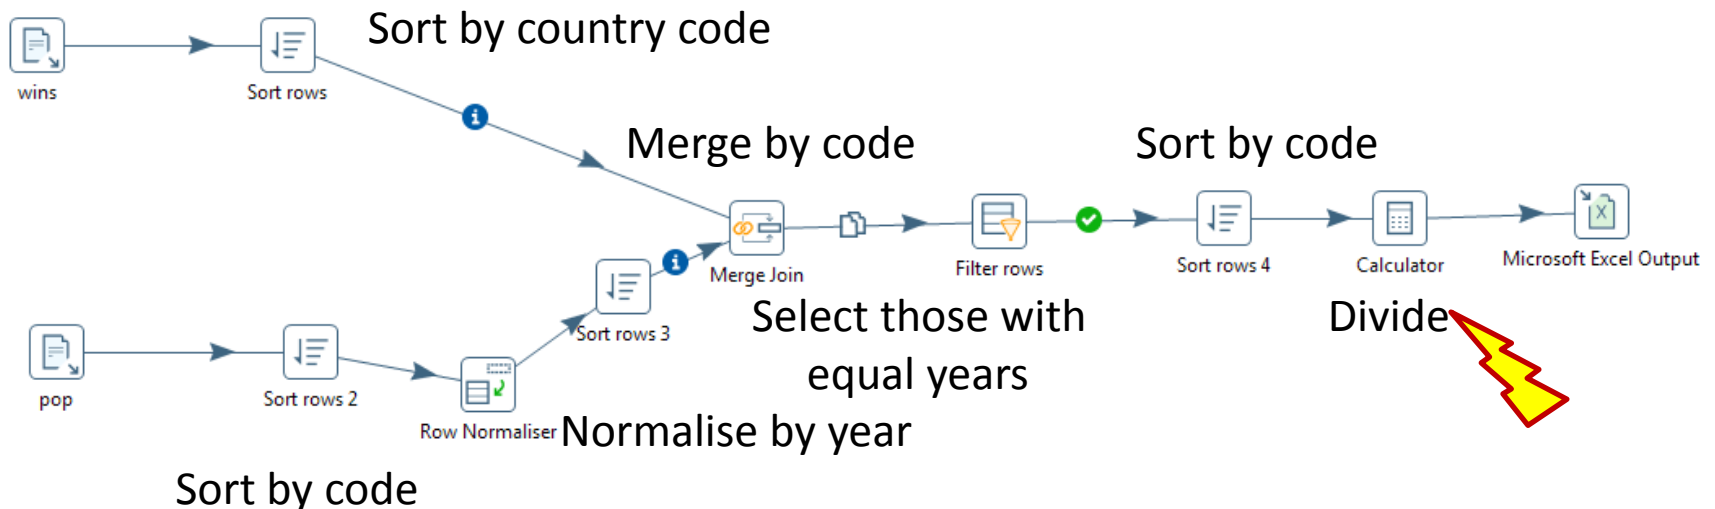 Sort by country code
wins
Sort rows
Merge by code
Sort by code
Merge Join
Filter rows
Sort rows 4
Calculator
Microsoft Excel Output
Sort rows 3
Select those with
equal years
Divide
pop
Sort rows 2
Row Normaliser
Normalise by year
Sort by code